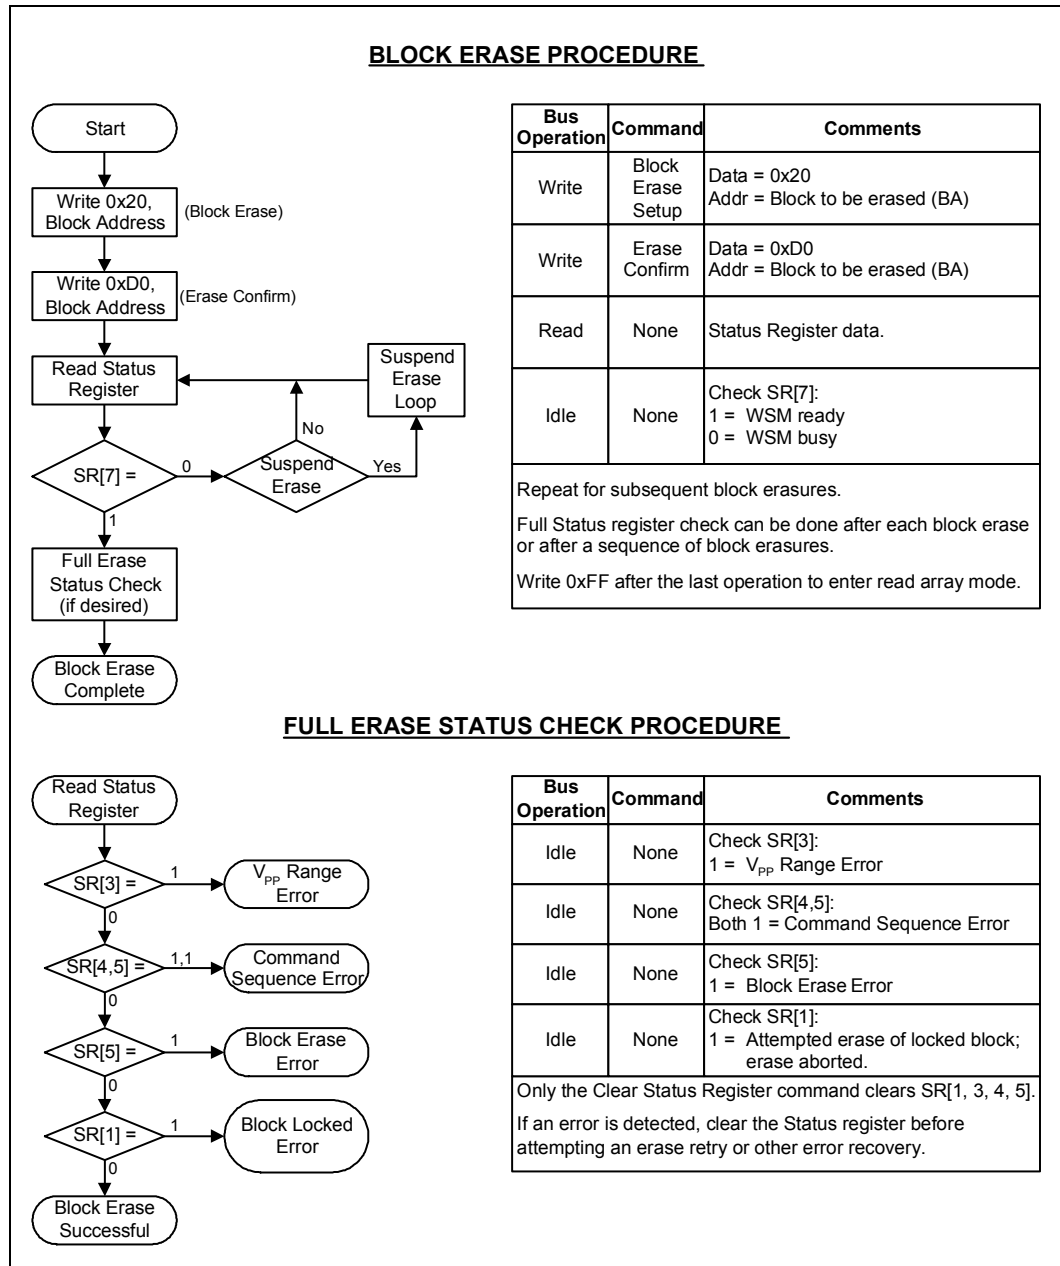 BLOCK ERASE PROCEDURE
Start
Write 0x20,
Block Address
(Block Erase)
Write 0xD0,
Block Address
(Erase Confirm)
Read Status
Register
Suspend
Erase
Loop
No
SR[7] =
0
Suspend
Erase
Yes
1
Full Erase
Status Check
(if desired)
Block Erase
Complete
Bus
Operation
Command
Comments
Write
Block
Erase
Setup
Data = 0x20
Addr = Block to be erased (BA)
Write
Erase
Confirm
Data = 0xD0
Addr = Block to be erased (BA)
Read
None
Status Register data.
Idle
None
Check SR[7]:
1 = WSM ready
0 = WSM busy
Repeat for subsequent block erasures.
Full Status register check can be done after each block erase
or after a sequence of block erasures.
Write 0xFF after the last operation to enter read array mode.
FULL ERASE STATUS CHECK PROCEDURE
Read Status
Register
SR[3] =
1
VPP Range
Error
0
SR[4,5] =
1,1
Command
Sequence Error
0
SR[5] =
1
Block Erase
Error
0
SR[1] =
1
Block Locked
Error
0
Block Erase
Successful
Bus
Operation
Command
Comments
Idle
None
Check SR[3]:
1 = VPP Range Error
Idle
None
Check SR[4,5]:
Both 1 = Command Sequence Error
Idle
None
Check SR[5]:
1 = Block Erase Error
Idle
None
Check SR[1]:
1 = Attempted erase of locked block;
erase aborted.
Only the Clear Status Register command clears SR[1, 3, 4, 5].
If an error is detected, clear the Status register before
attempting an erase retry or other error recovery.